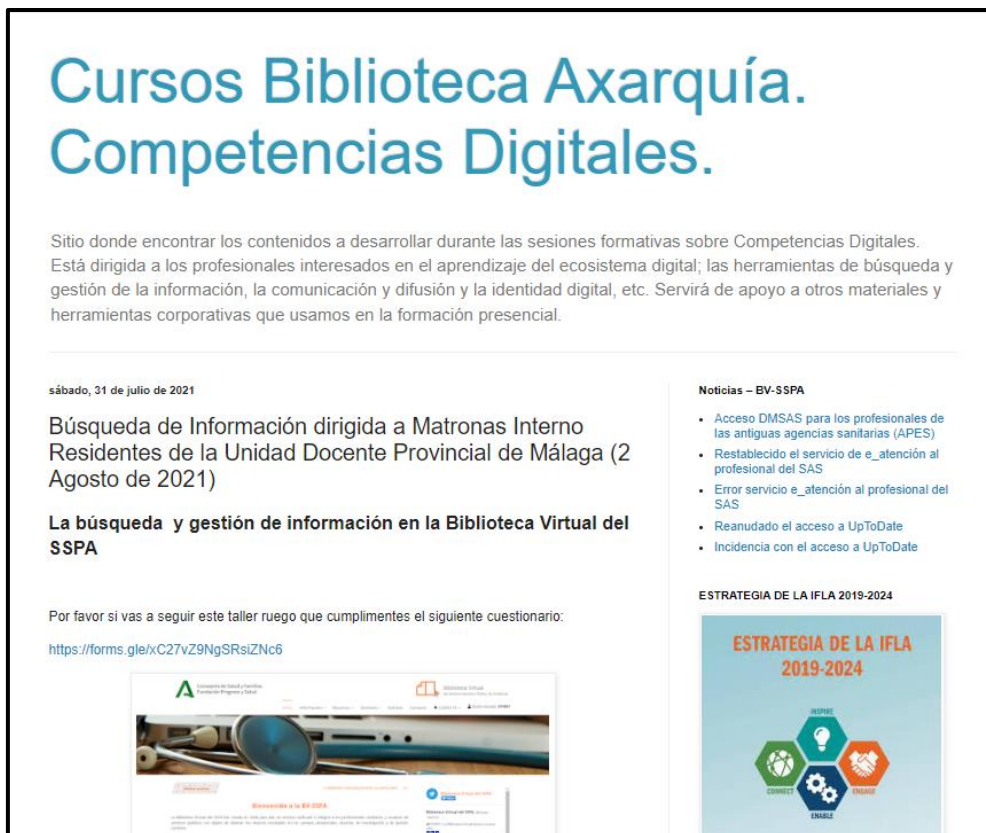 Cursos Biblioteca Axarquía.
Competencias Digitales.
Sitio donde encontrar los contenidos a desarrollar durante las sesiones formativas sobre Competencias Digitales.
Está dirigida a los profesionales interesados en el aprendizaje del ecosistema digital; las herramientas de búsqueda y
gestión de la información, la comunicación y difusión y la identidad digital, etc. Servirá de apoyo a otros materiales y
herramientas corporativas que usamos en la formación presencial.
sábado, 31 de julio de 2021
Búsqueda de Información dirigida a Matronas Interno
Residentes de la Unidad Docente Provincial de Málaga (2
Agosto de 2021)
La búsqueda y gestión de información en la Biblioteca Virtual del
SSPA
Por favor si vas a seguir este taller ruego que cumplimentes el siguiente cuestionario:
https://forms.gle/xC27vZ9NgSRsiZNc6
Consejería de Salud y Familias
Fundación Progreso y Salud
Biblioteca Virtual
Bienvenido a la BV-SSPA
Noticias – BV-SSPA
Acceso DMSAS para los profesionales de
las antiguas agencias sanitarias (APES)
Restablecido el servicio de e_atención al
profesional del SAS
Error servicio e_atención al profesional del
SAS
Reanudado el acceso a UpToDate
Incidencia con el acceso a UpToDate
ESTRATEGIA DE LA IFLA 2019-2024
ESTRATEGIA DE LA IFLA
2019-2024
INSPIRE
CONNECT
ENGAGE
ENABLE